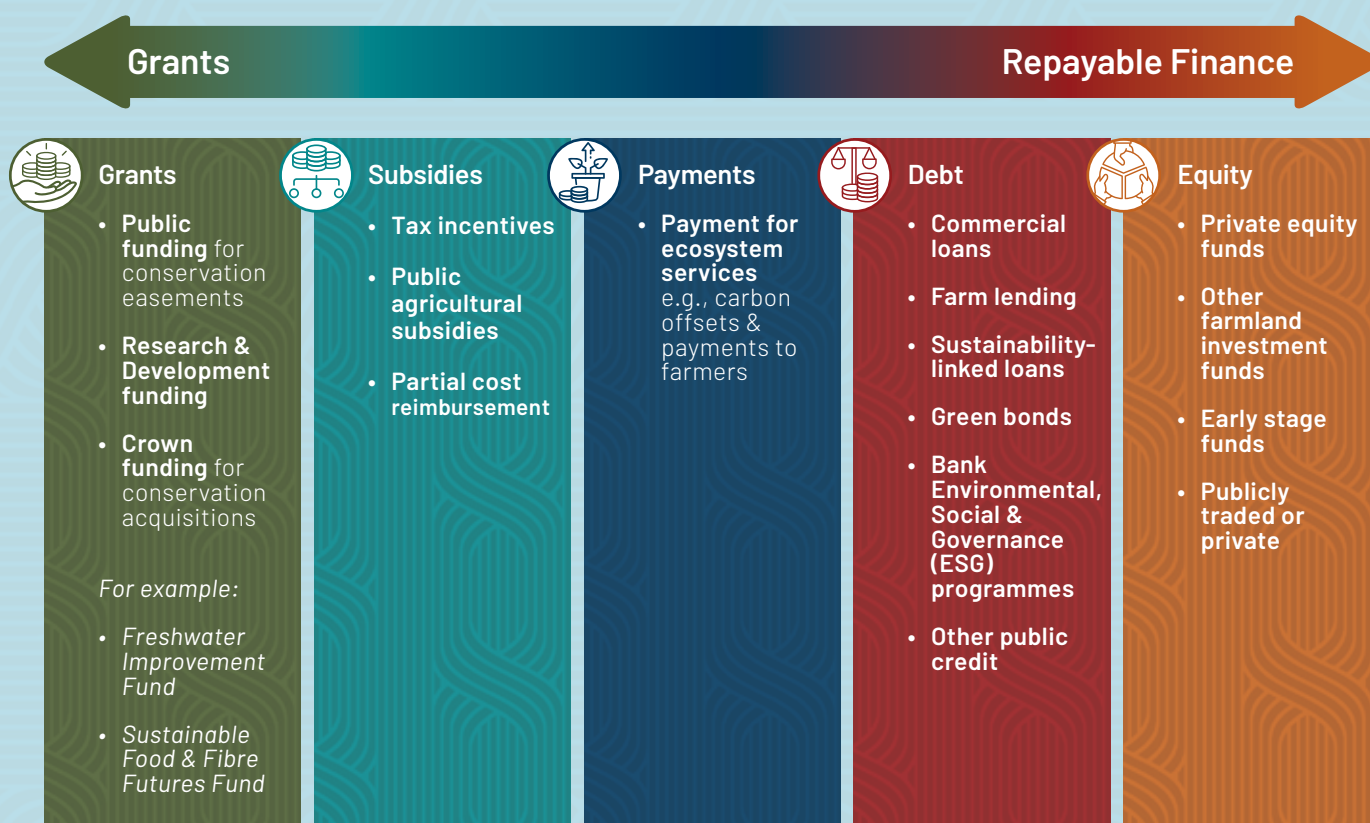 Grants
Repayable Finance
Grants
• Public
funding for
conservation
easements
• Research &
Development
funding
• Crown
funding for
conservation
acquisitions
For example:
• Freshwater
Improvement
Fund
• Sustainable
Food & Fibre
Futures Fund
Subsidies
• Tax incentives
• Public
agricultural
subsidies
• Partial cost
reimbursement
Payments
• Payment for
ecosystem
services
e.g., carbon
offsets &
payments to
farmers
Debt
• Commercial
loans
• Farm lending
• Sustainability-
linked loans
• Green bonds
• Bank
Environmental,
Social &
Governance
(ESG)
programmes
• Other public
credit
Equity
• Private equity
funds
• Other
farmland
investment
funds
• Early stage
funds
• Publicly
traded or
private